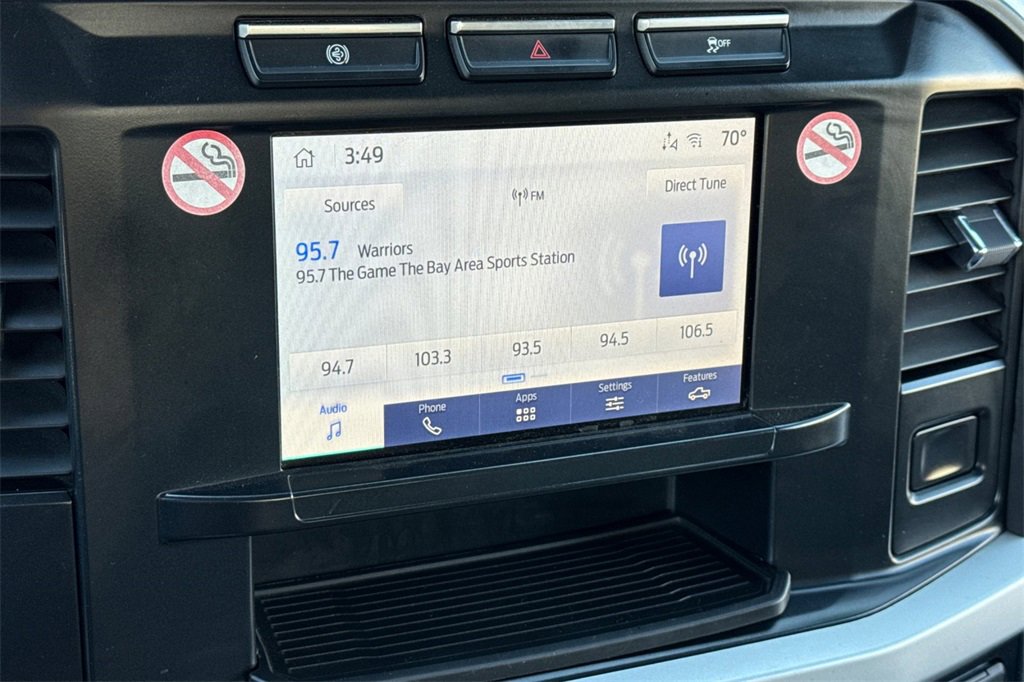 OFF
3:49
70°
Sources
FM
Direct Tune
95.7 Warriors
95.7 The Game The Bay Area Sports Station
94.7 103.3 93.5 94.5 106.5
Audio Phone Apps Settings Features